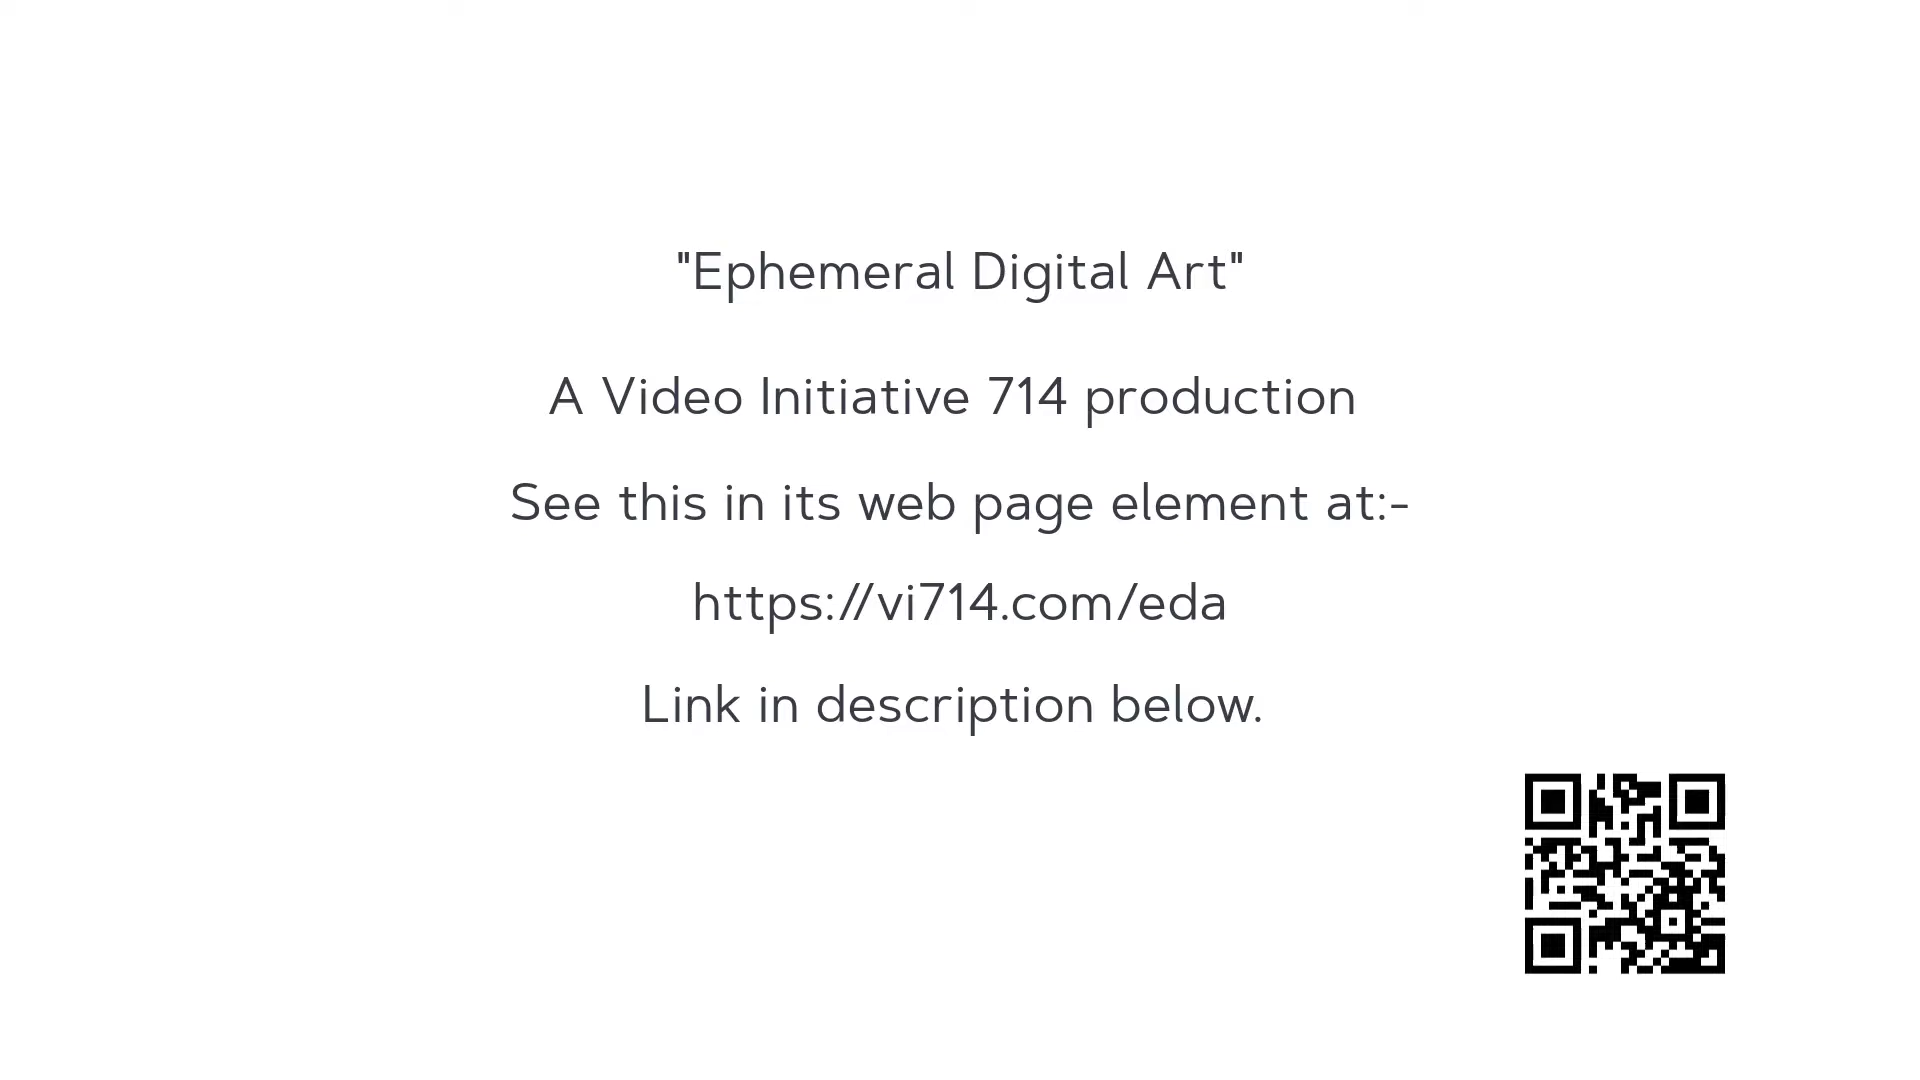 "Ephemeral Digital Art"
A Video Initiative 714 production
See this in its web page element at:-
https://vi714.com/eda
Link in description below.